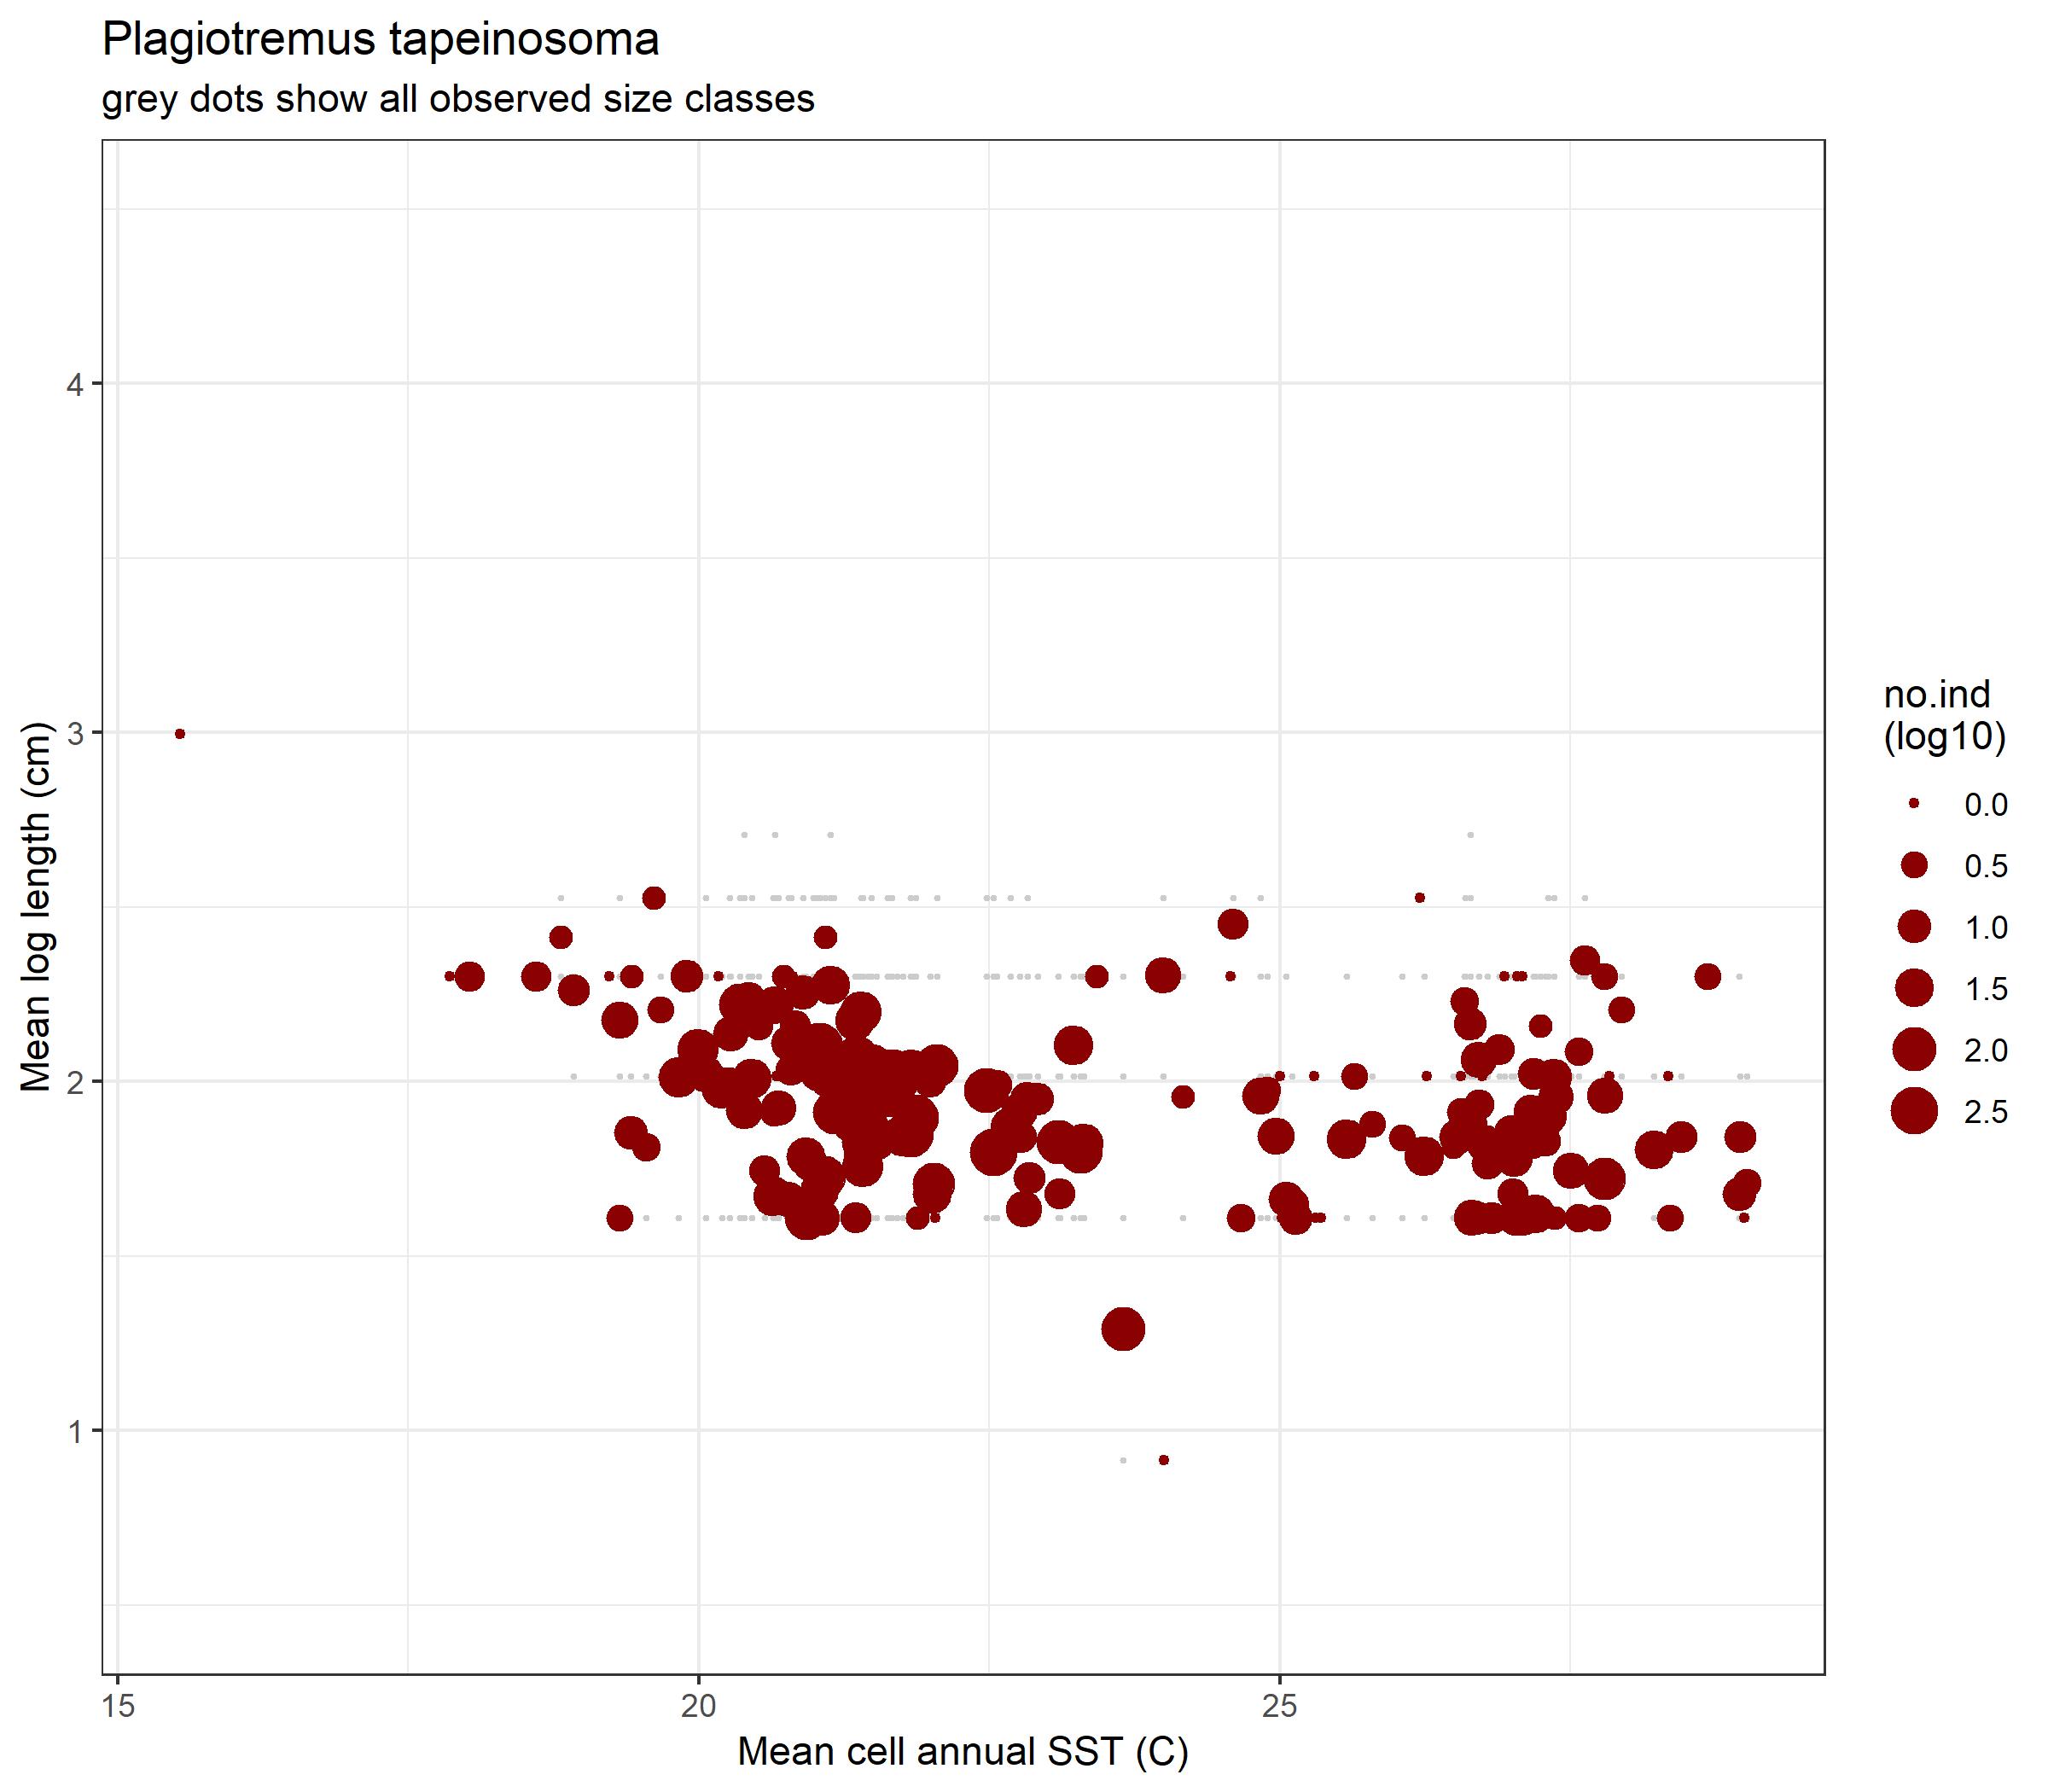 Plagiotremus tapeinosoma
grey dots show all observed size classes
Mean log length (cm)
4
3
2
1
15
20
25
Mean cell annual SST (C)
no.ind
(log10)
0.0
0.5
1.0
1.5
2.0
2.5